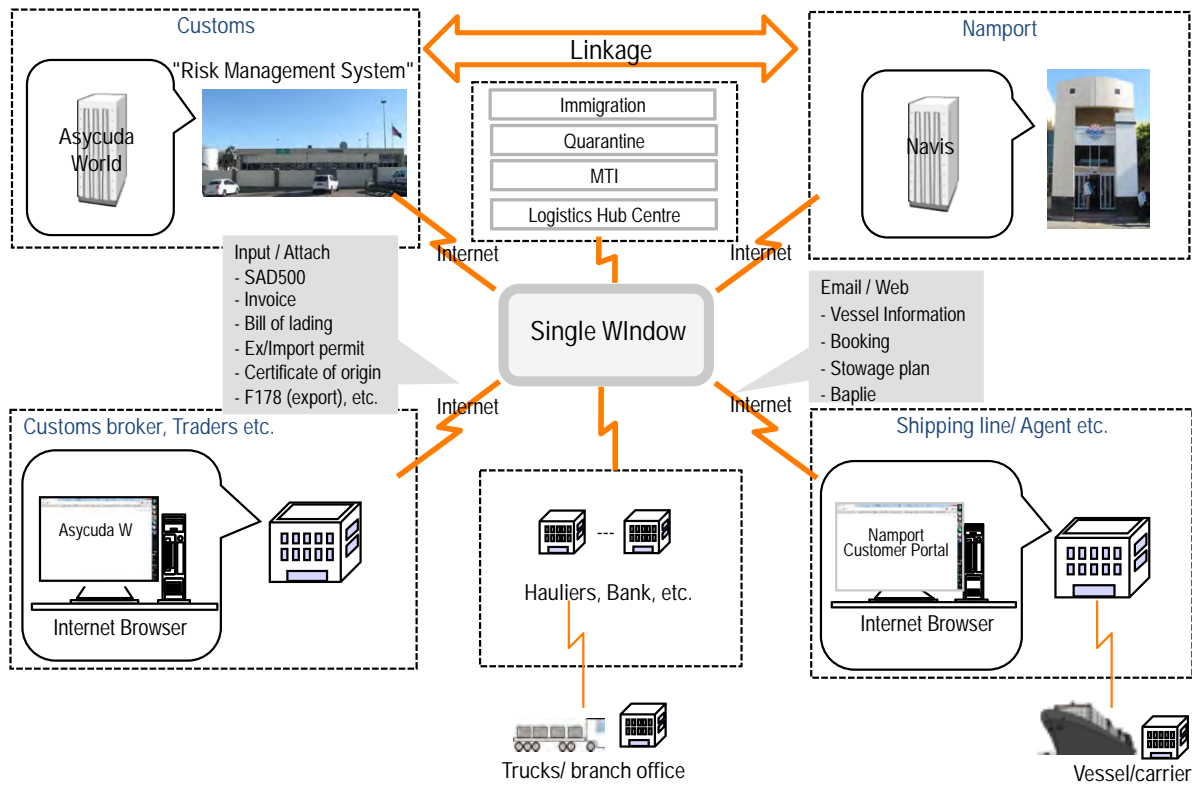 Customs
"Risk Management System"
Asycuda
World
Linkage
Immigration
Quarantine
MTI
Logistics Hub Centre
Namport
Navis
Internet
Internet
Input / Attach
- SAD500
- Invoice
- Bill of lading
- Ex/Import permit
- Certificate of origin
- F178 (export), etc.
Single WIndow
Email / Web
- Vessel Information
- Booking
- Stowage plan
- Baplie
Internet
Internet
Customs broker, Traders etc.
Asycuda W
Internet Browser
---
Hauliers, Bank, etc.
Shipping line/ Agent etc.
Namport
Customer Portal
Internet Browser
Trucks/ branch office
Vessel/carrier